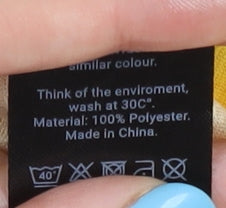 similar colour.
Think of the enviroment,
wash at 30C°.
Material: 100% Polyester.
Made in China.
40°